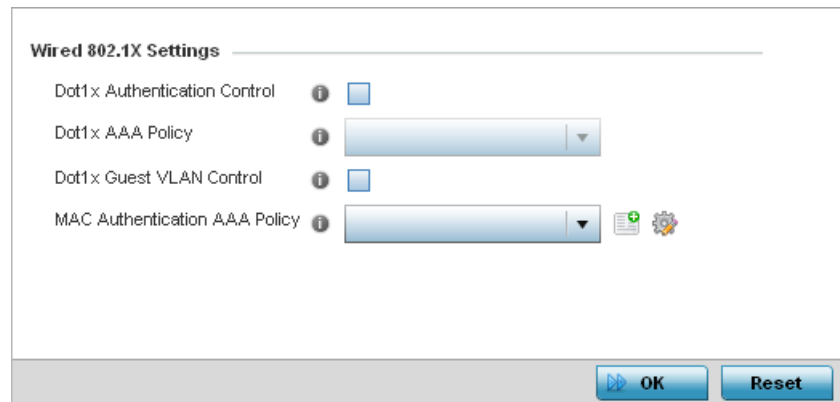 Wired 802.1X Settings
Dot1x Authentication Control
Dot1x AAA Policy
Dot1x Guest VLAN Control
MAC Authentication AAA Policy
OK
Reset